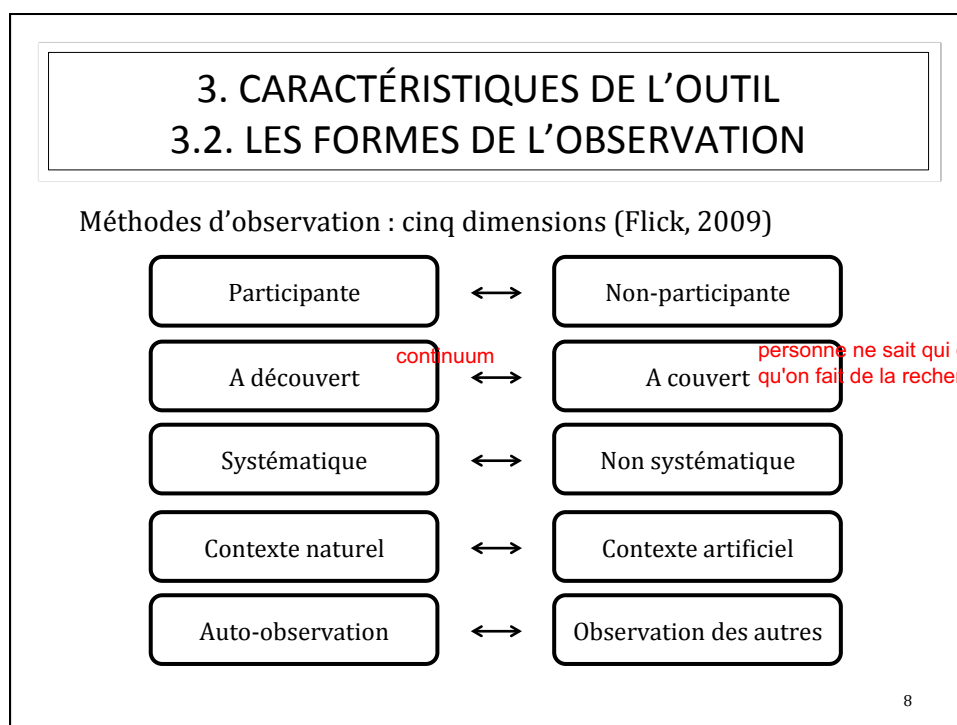 3. CARACTÉRISTIQUES DE L’OUTIL
3.2. LES FORMES DE L’OBSERVATION
Méthodes d’observation : cinq dimensions (Flick, 2009)
Participante
Non-participante
A découvert
continuum
A couvert
personne ne sait qui
qu'on fait de la
Systématique
Non systématique
Contexte naturel
Contexte artificiel
Auto-observation
Observation des autres
8